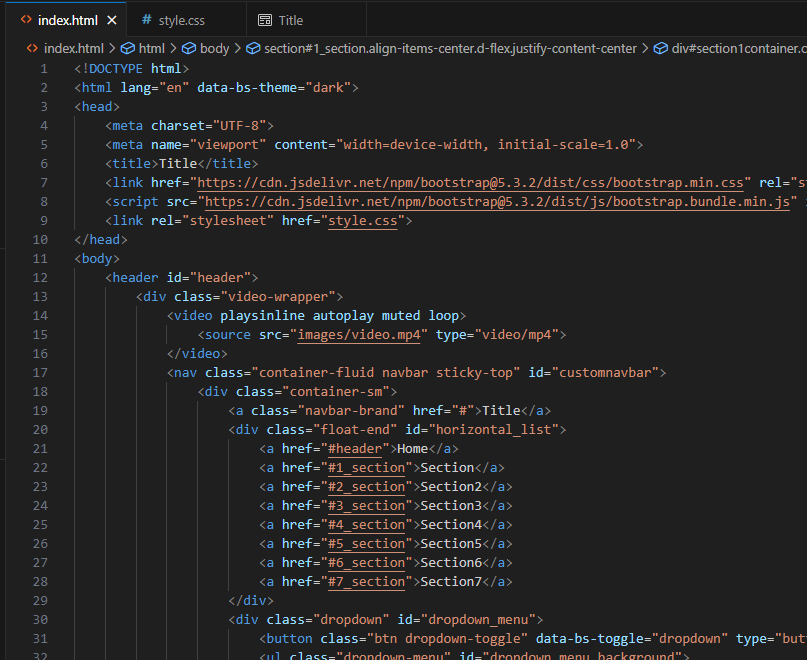 index.html
style.css
Title
index.html > html > body > section#1_section.align-items-center.d-flex.justify-content-center > div#section1container.c
1 <!DOCTYPE html>
2 <html lang="en" data-bs-theme="dark">
3 <head>
4 <meta charset="UTF-8">
5 <meta name="viewport" content="width=device-width, initial-scale=1.0">
6 <title>Title</title>
7 <link href="https://cdn.jsdelivr.net/npm/bootstrap@5.3.2/dist/css/bootstrap.min.css" rel="st
8 <script src="https://cdn.jsdelivr.net/npm/bootstrap@5.3.2/dist/js/bootstrap.bundle.min.js"
9 <link rel="stylesheet" href="style.css">
10 </head>
11 <body>
12 <header id="header">
13 <div class="video-wrapper">
14 <video playsinline autoplay muted loop>
15 <source src="images/video.mp4" type="video/mp4">
16 </video>
17 <nav class="container-fluid navbar sticky-top" id="customnavbar">
18 <div class="container-sm">
19 <a class="navbar-brand" href="#">Title</a>
20 <div class="float-end" id="horizontal_list">
21 <a href="#header">Home</a>
22 <a href="#1_section">Section</a>
23 <a href="#2_section">Section2</a>
24 <a href="#3_section">Section3</a>
25 <a href="#4_section">Section4</a>
26 <a href="#5_section">Section5</a>
27 <a href="#6_section">Section6</a>
28 <a href="#7_section">Section7</a>
29 </div>
30 <div class="dropdown" id="dropdown_menu">
31 <button class="btn dropdown-toggle" data-bs-toggle="dropdown" type="but
32 <ul class="dropdown-menu" id="dropdown_menu_background">